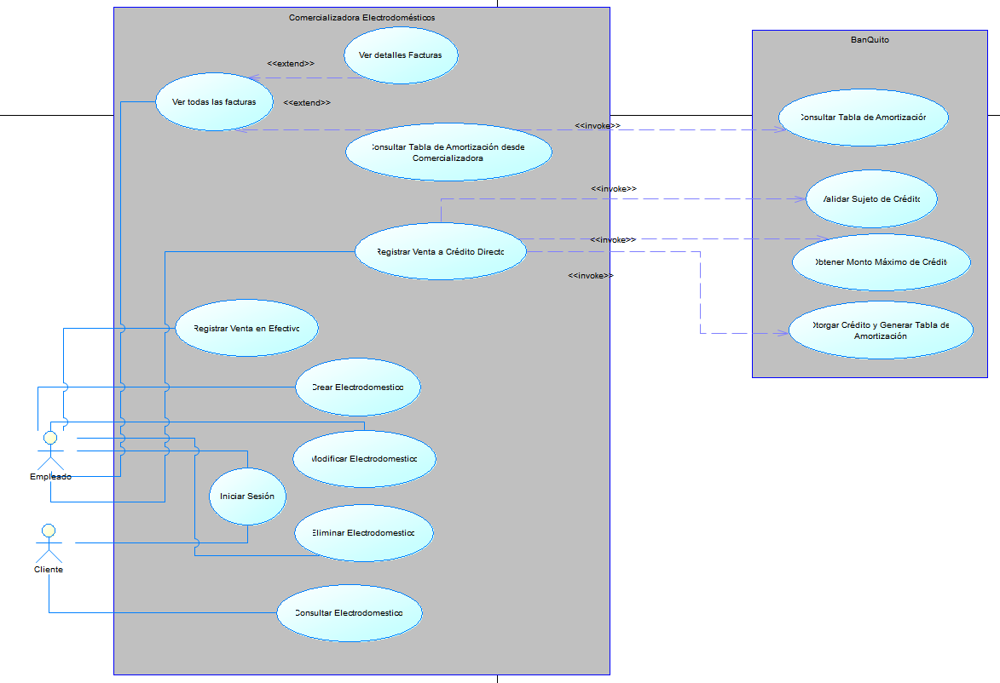 Comercializadora Electrodomésticos
BanQuito
Ver detalles Facturas
<<extend>>
Ver todas las facturas
<<extend>>
Consultar Tabla de Amortización
<<invoke>>
Consultar Tabla de Amortización desde
Comercializadora
<<invoke>>
Validar Sujeto de Crédito
<<invoke>>
Registrar Venta a Crédito Directo
Obtener Monto Máximo de Crédito
<<invoke>>
Registrar Venta en Efectivo
Otorgar Crédito y Generar Tabla de
Amortización
Crear Electrodomestico
Modificar Electrodomestico
Empleado
Iniciar Sesión
Eliminar Electrodomestico
Cliente
Consultar Electrodomestico